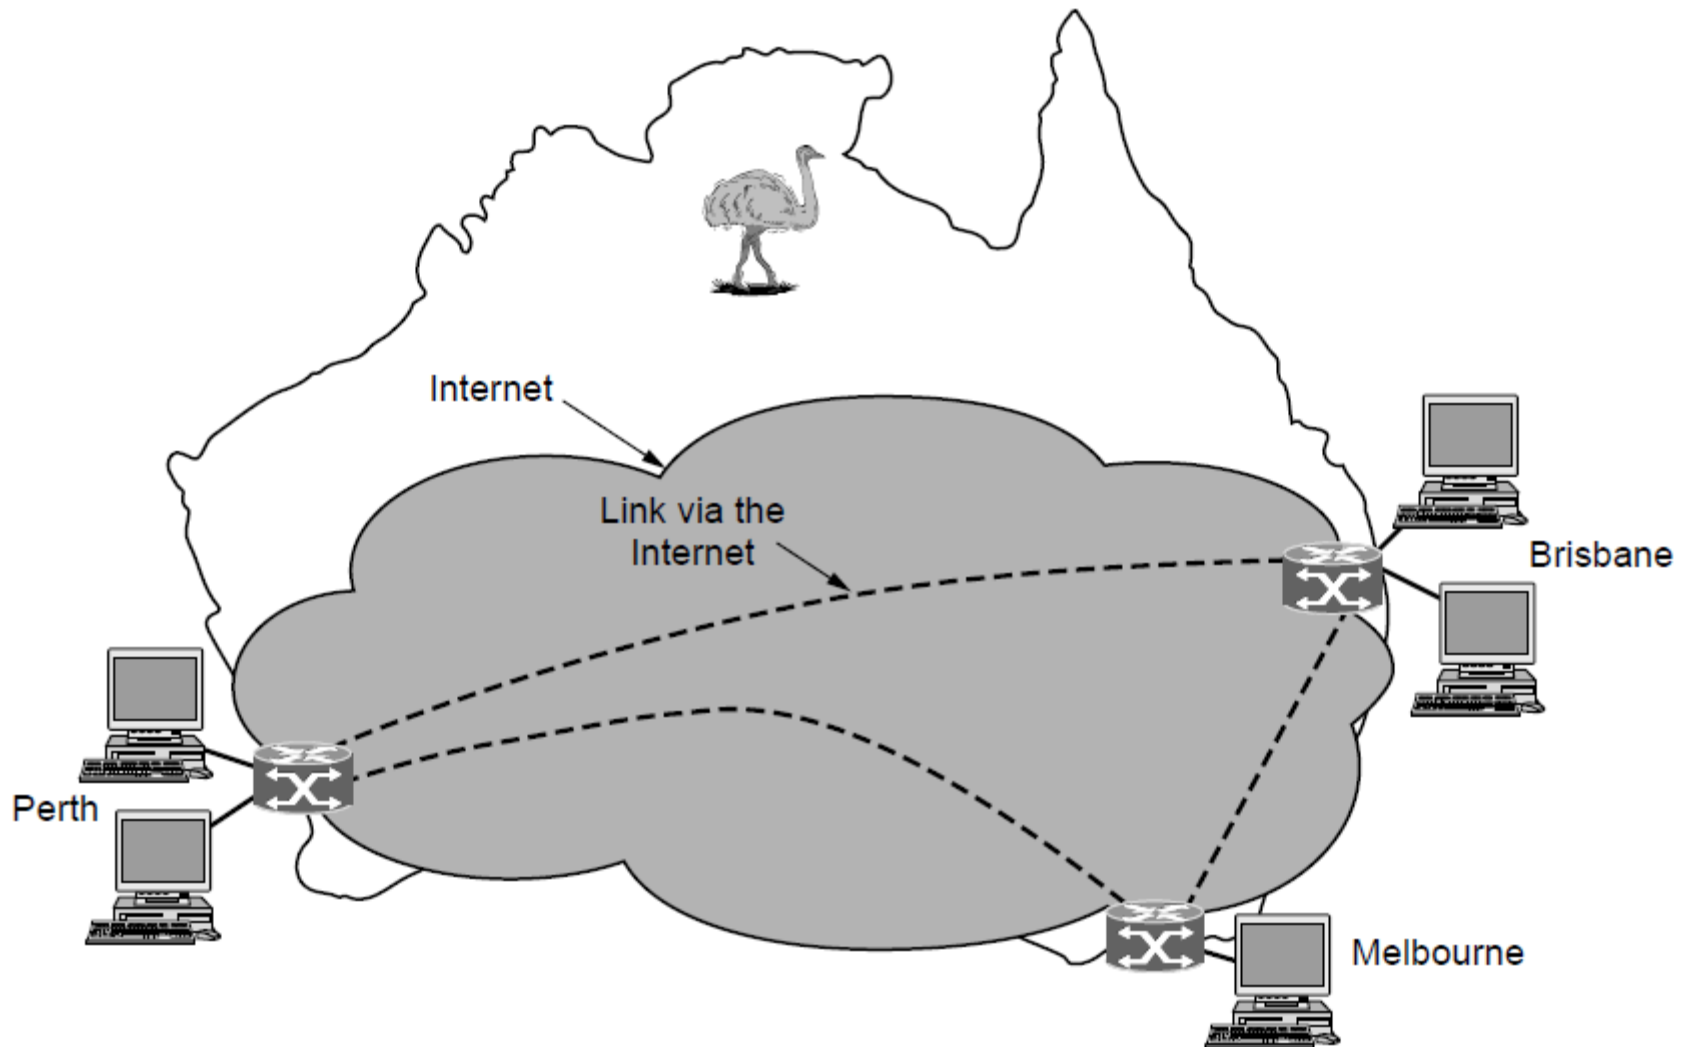 Internet
Link via the
Internet
Brisbane
Perth
Melbourne